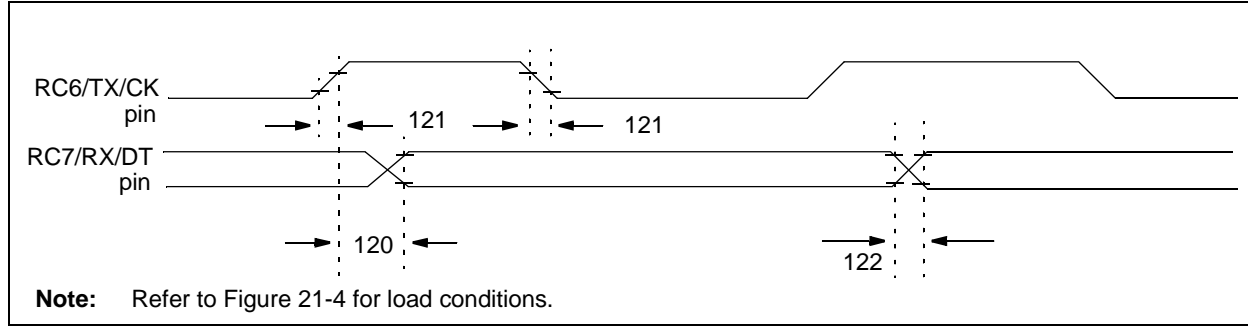 RC6/TX/CK
pin
121
121
RC7/RX/DT
pin
120
122
Note: Refer to Figure 21-4 for load conditions.